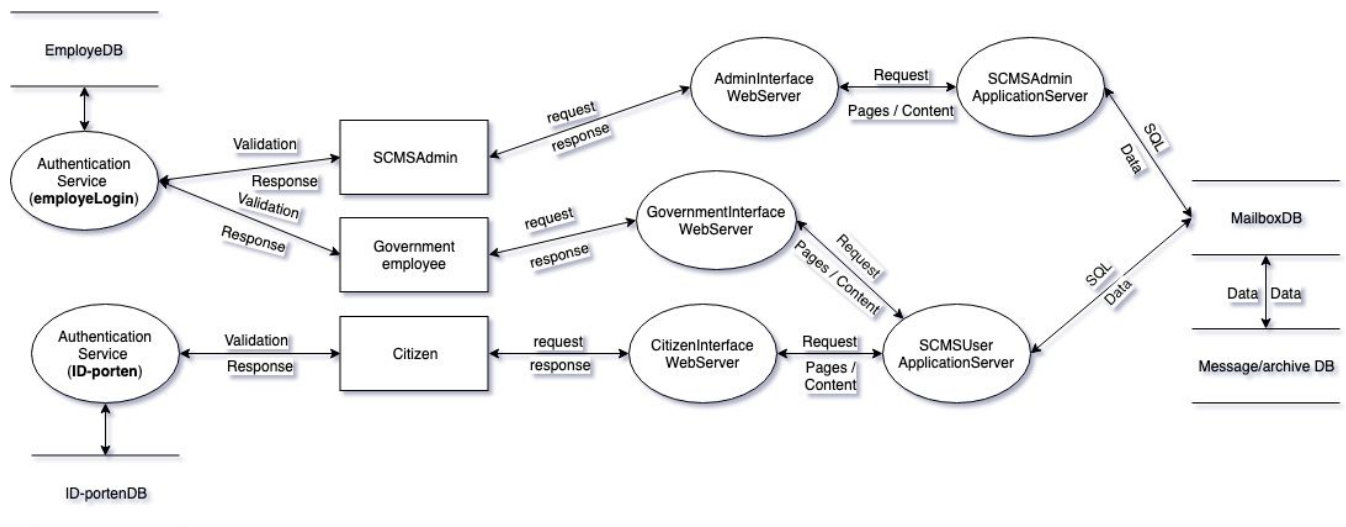 EmployeDB
Authentication
Service
(employeLogin)
Validation
Response
Validation
Response
SCMSAdmin
Government
employee
request
response
request
response
AdminInterface
WebServer
Request
Pages / Content
SCMSAdmin
ApplicationServer
GovernmentInterface
WebServer
Request
Pages / Content
SQL
Data
SQL
Data
MailboxDB
Data
Data
Message/archive DB
Authentication
Service
(ID-porten)
Validation
Response
Citizen
request
response
CitizenInterface
WebServer
Request
Pages /
Content
SCMSUser
ApplicationServer
ID-portenDB